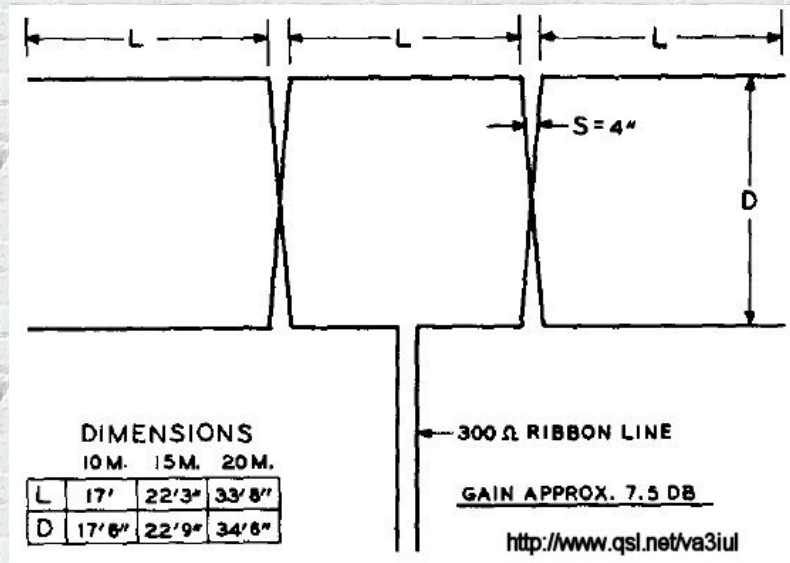 L L L
S = 4"
D
300 Ω RIBBON LINE
GAIN APPROX. 7.5 DB
http://www.qsl.net/va3iul
DIMENSIONS
10 M. 15 M. 20 M.
L 17' 22'3" 33'8"
D 17'6" 22'9" 34'6"